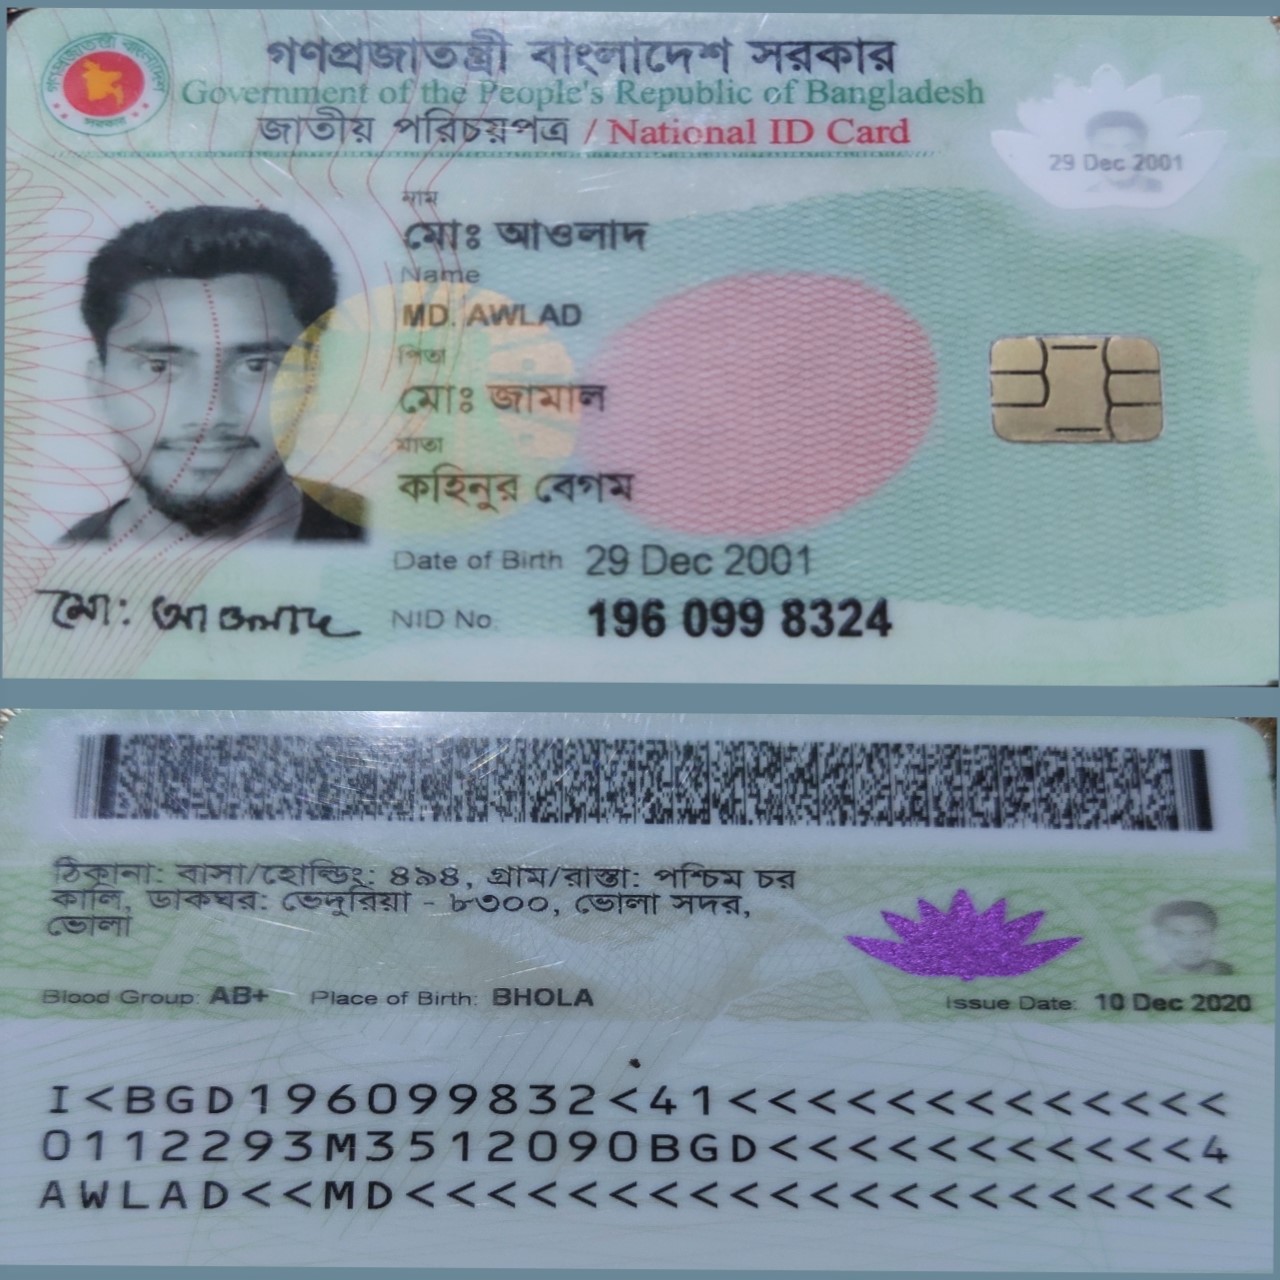 গণপ্রজাতন্ত্রী বাংলাদেশ সরকার
Government of the People's Republic of Bangladesh
জাতীয় পরিচয়পত্র / National ID Card
29 Dec 2001
নাম
মোঃ আওলাদ
Name
MD. AWLAD
পিতা
মোঃ জামাল
মাতা
কহিনুর বেগম
Date of Birth 29 Dec 2001
মো: আওলাদ
NID No. 196 099 8324
ঠিকানা: বাসা/হোল্ডিং: ৪৯৪, গ্রাম/রাস্তা: পশ্চিম চর
কালি, ডাকঘর: ভেদুরিয়া - ৮৩০০, ভোলা সদর,
ভোলা
Blood Group: AB+ Place of Birth: BHOLA Issue Date: 10 Dec 2020
I<BGD196099832<41<<<<<<<<<<<<<
0112293M3512090BGD<<<<<<<<<<<4
AWLAD<<MD<<<<<<<<<<<<<<<<<<<<<